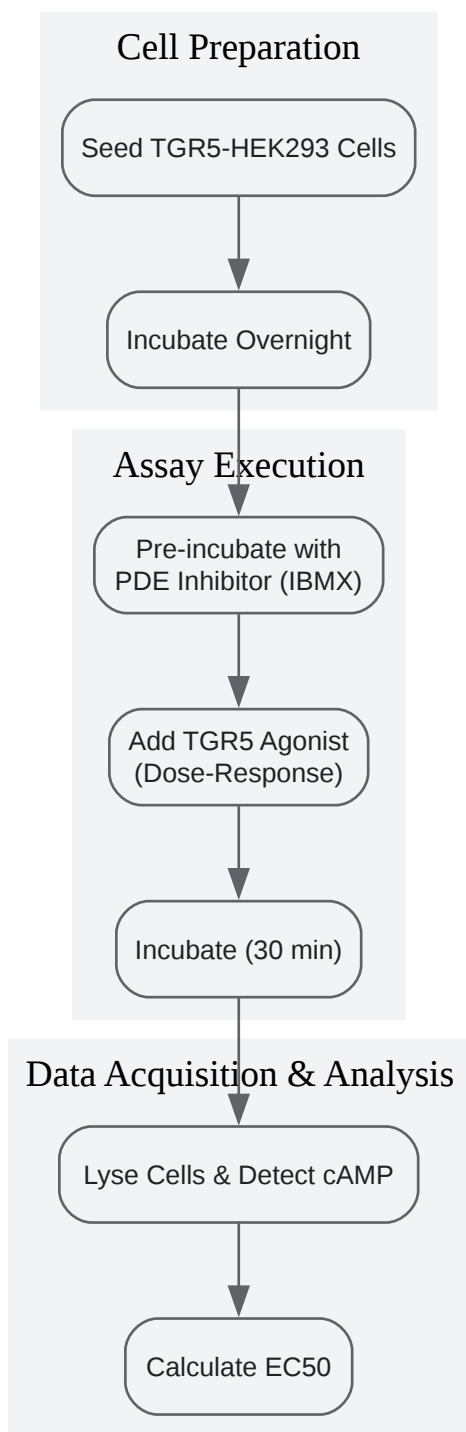 Cell Preparation
Seed TGR5-HEK293 Cells
Incubate Overnight
Assay Execution
Pre-incubate with
PDE Inhibitor (IBMX)
Add TGR5 Agonist
(Dose-Response)
Incubate (30 min)
Data Acquisition & Analysis
Lyse Cells & Detect cAMP
Calculate EC50